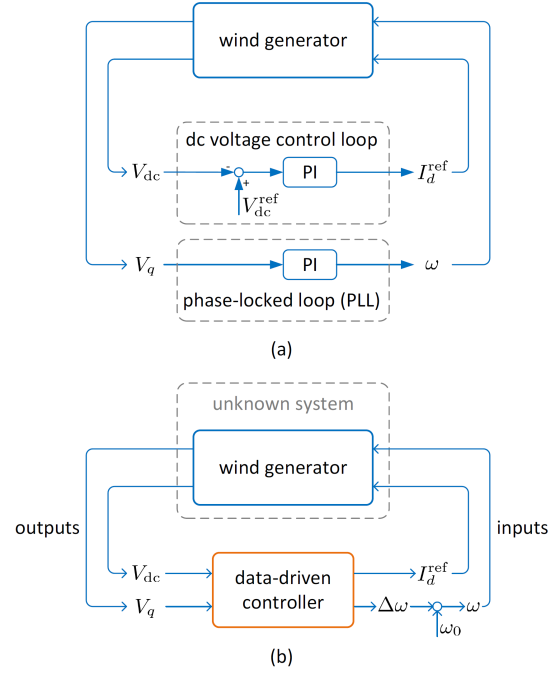 wind generator
dc voltage control loop
V_dc
-
PI
I_d^ref
+
V_dc^ref
V_q
PI
ω
phase-locked loop (PLL)
(a)
unknown system
wind generator
outputs
inputs
V_dc
data-driven
controller
I_d^ref
V_q
Δω
ω
ω_0
(b)